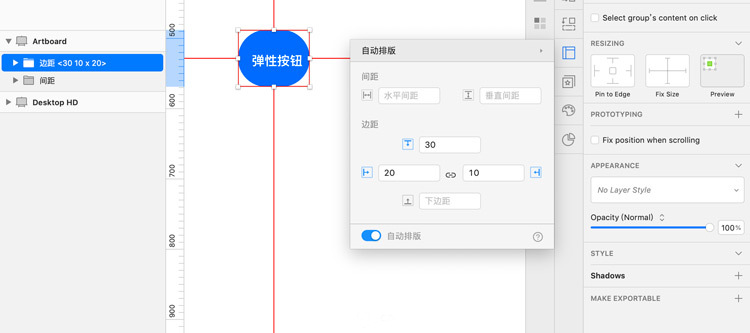 Artboard
边距 <30 10 x 20>
间距
Desktop HD
500
600
700
800
900
弹性按钮
自动排版
间距
水平间距
垂直间距
边距
30
20
10
下边距
自动排版
Select group's content on click
RESIZING
Pin to Edge
Fix Size
Preview
PROTOTYPING
Fix position when scrolling
APPEARANCE
No Layer Style
Opacity (Normal)
100%
STYLE
Shadows
MAKE EXPORTABLE